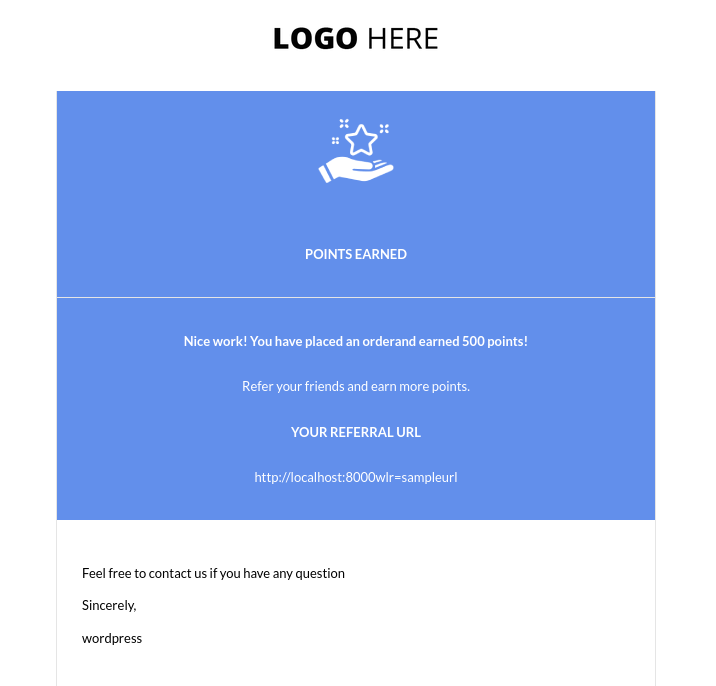 LOGO HERE
POINTS EARNED
Nice work! You have placed an orderand earned 500 points!
Refer your friends and earn more points.
YOUR REFERRAL URL
http://localhost:8000wlr=sampleurl
Feel free to contact us if you have any question
Sincerely,
wordpress